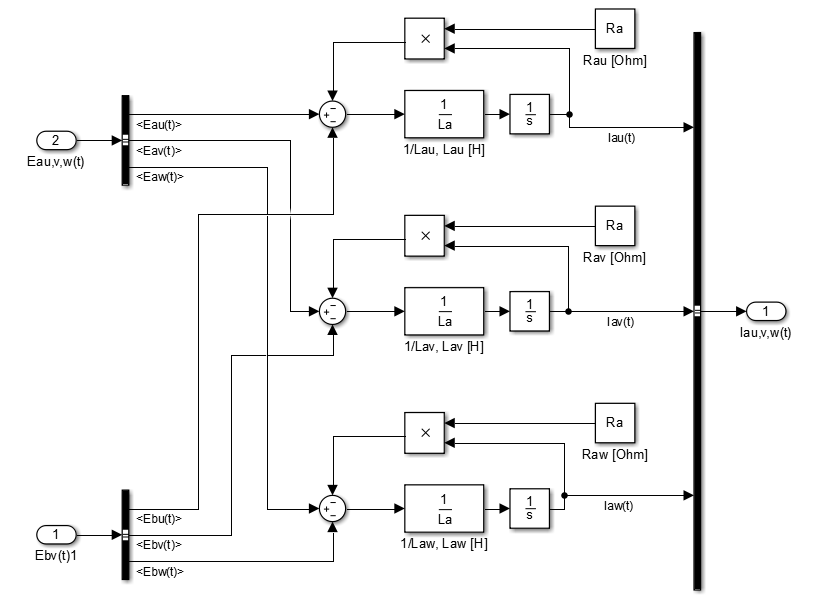 Ra
×
Rau [Ohm]
−
+ −
1
La
1
s
<Eau(t)>
2
Iau(t)
1/Lau, Lau [H]
<Eav(t)>
Eau,v,w(t)
<Eaw(t)>
Ra
×
Rav [Ohm]
−
+ −
1
La
1
s
1
Iav(t)
Iau,v,w(t)
1/Lav, Lav [H]
Ra
×
Raw [Ohm]
−
+ −
1
La
1
s
Iaw(t)
<Ebu(t)>
1
1/Law, Law [H]
<Ebv(t)>
Ebv(t)1
<Ebw(t)>